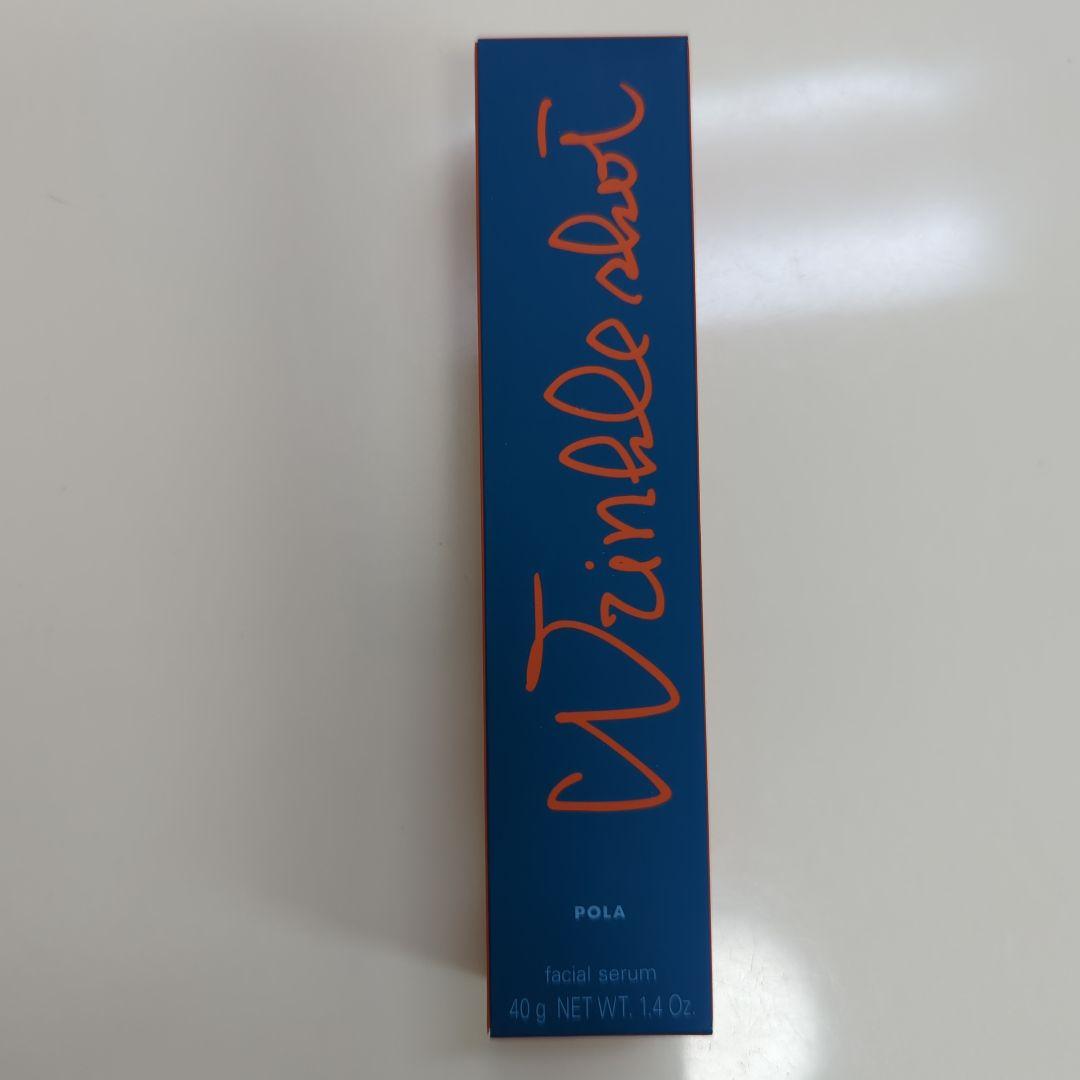 Wrinkle shot
POLA
facial serum
40 g NET WT. 1.4 Oz.